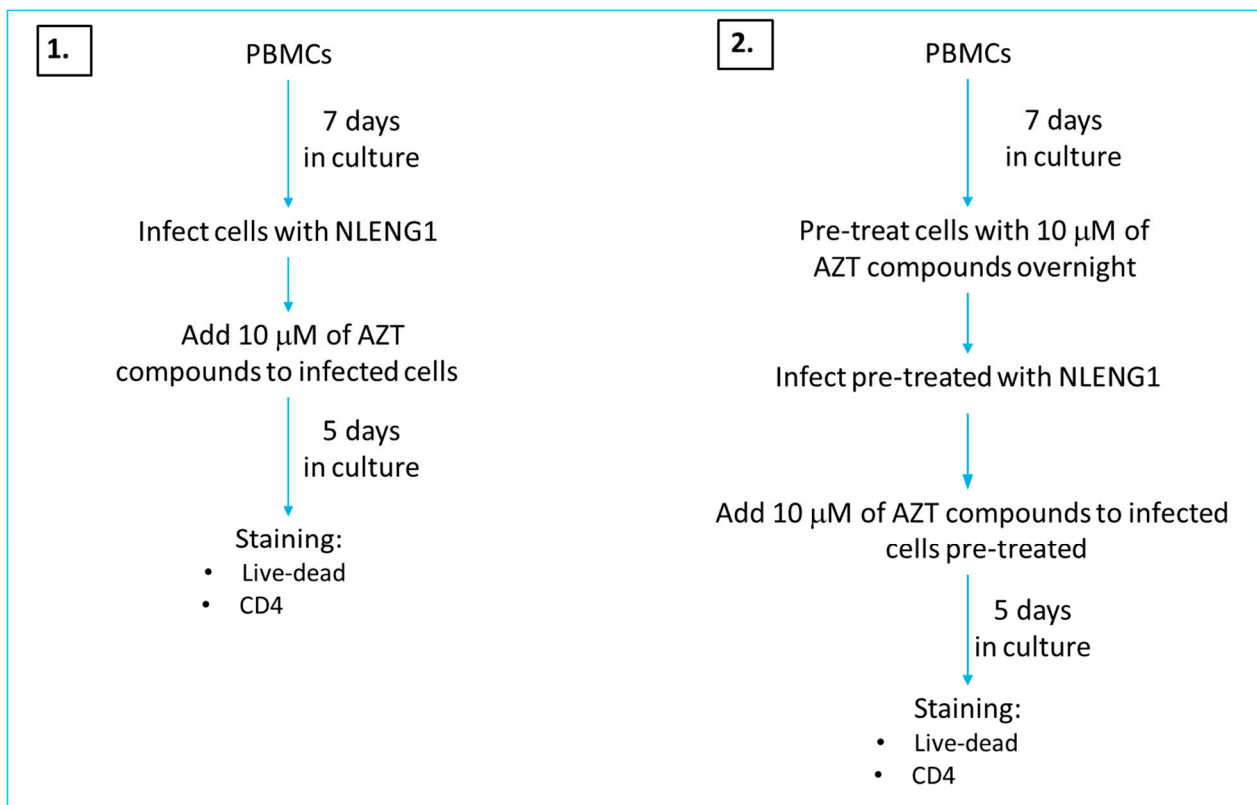 1.
PBMCs
7 days
in culture
Infect cells with NLENG1
Add 10 μM of AZT
compounds to infected cells
5 days
in culture
Staining:
• Live-dead
• CD4
2.
PBMCs
7 days
in culture
Pre-treat cells with 10 μM of
AZT compounds overnight
Infect pre-treated with NLENG1
Add 10 μM of AZT compounds to infected
cells pre-treated
5 days
in culture
Staining:
• Live-dead
• CD4